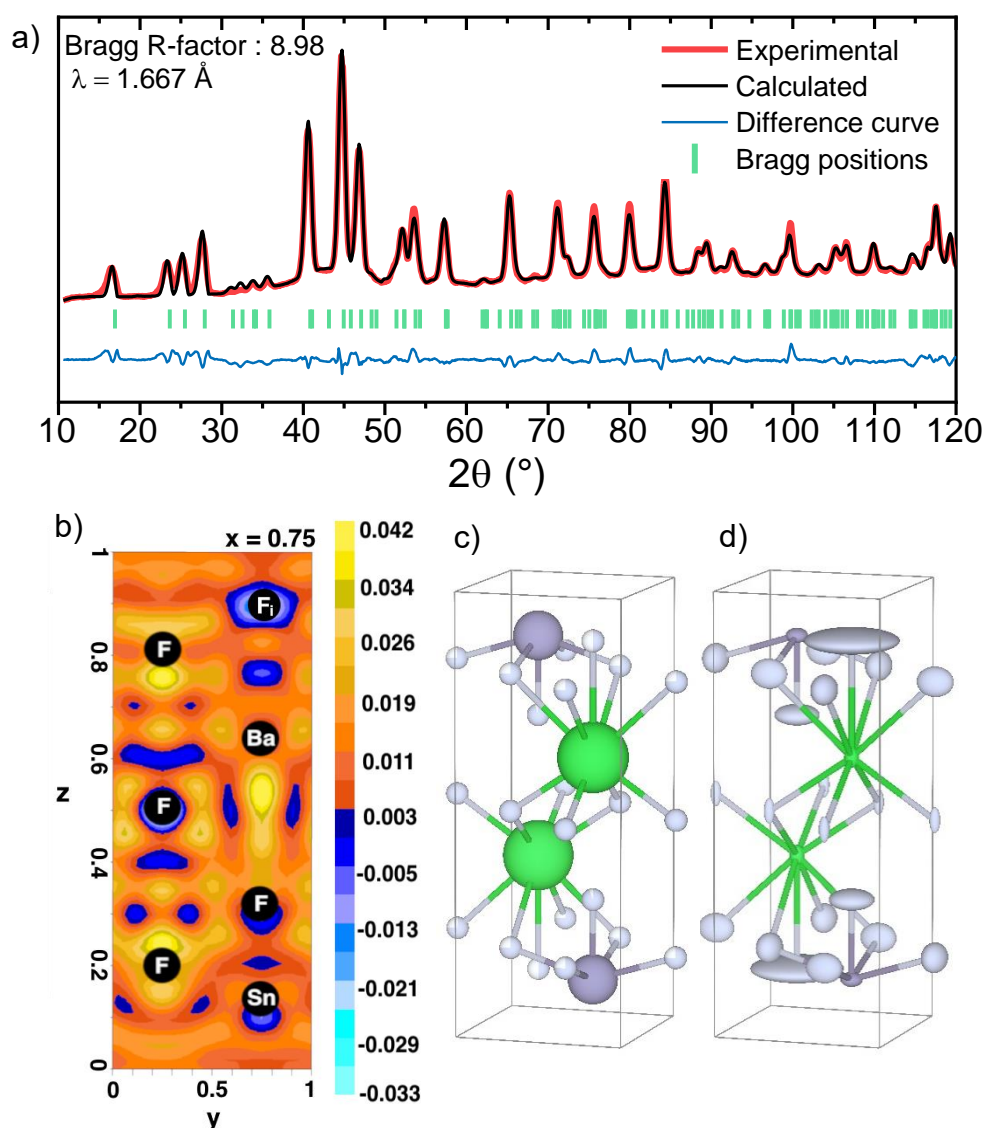 a)
Bragg R-factor : 8.98
λ = 1.667 Å
Experimental
Calculated
Difference curve
Bragg positions
10 20 30 40 50 60 70 80 90 100 110 120
2θ (°)
b)
x = 0.75
c)
d)
1
0.8
0.6
0.4
0.2
0
z
0 0.5 1
y
F
Fi
Ba
F
F
F
Sn
0.042
0.034
0.026
0.019
0.011
0.003
-0.005
-0.013
-0.021
-0.029
-0.033